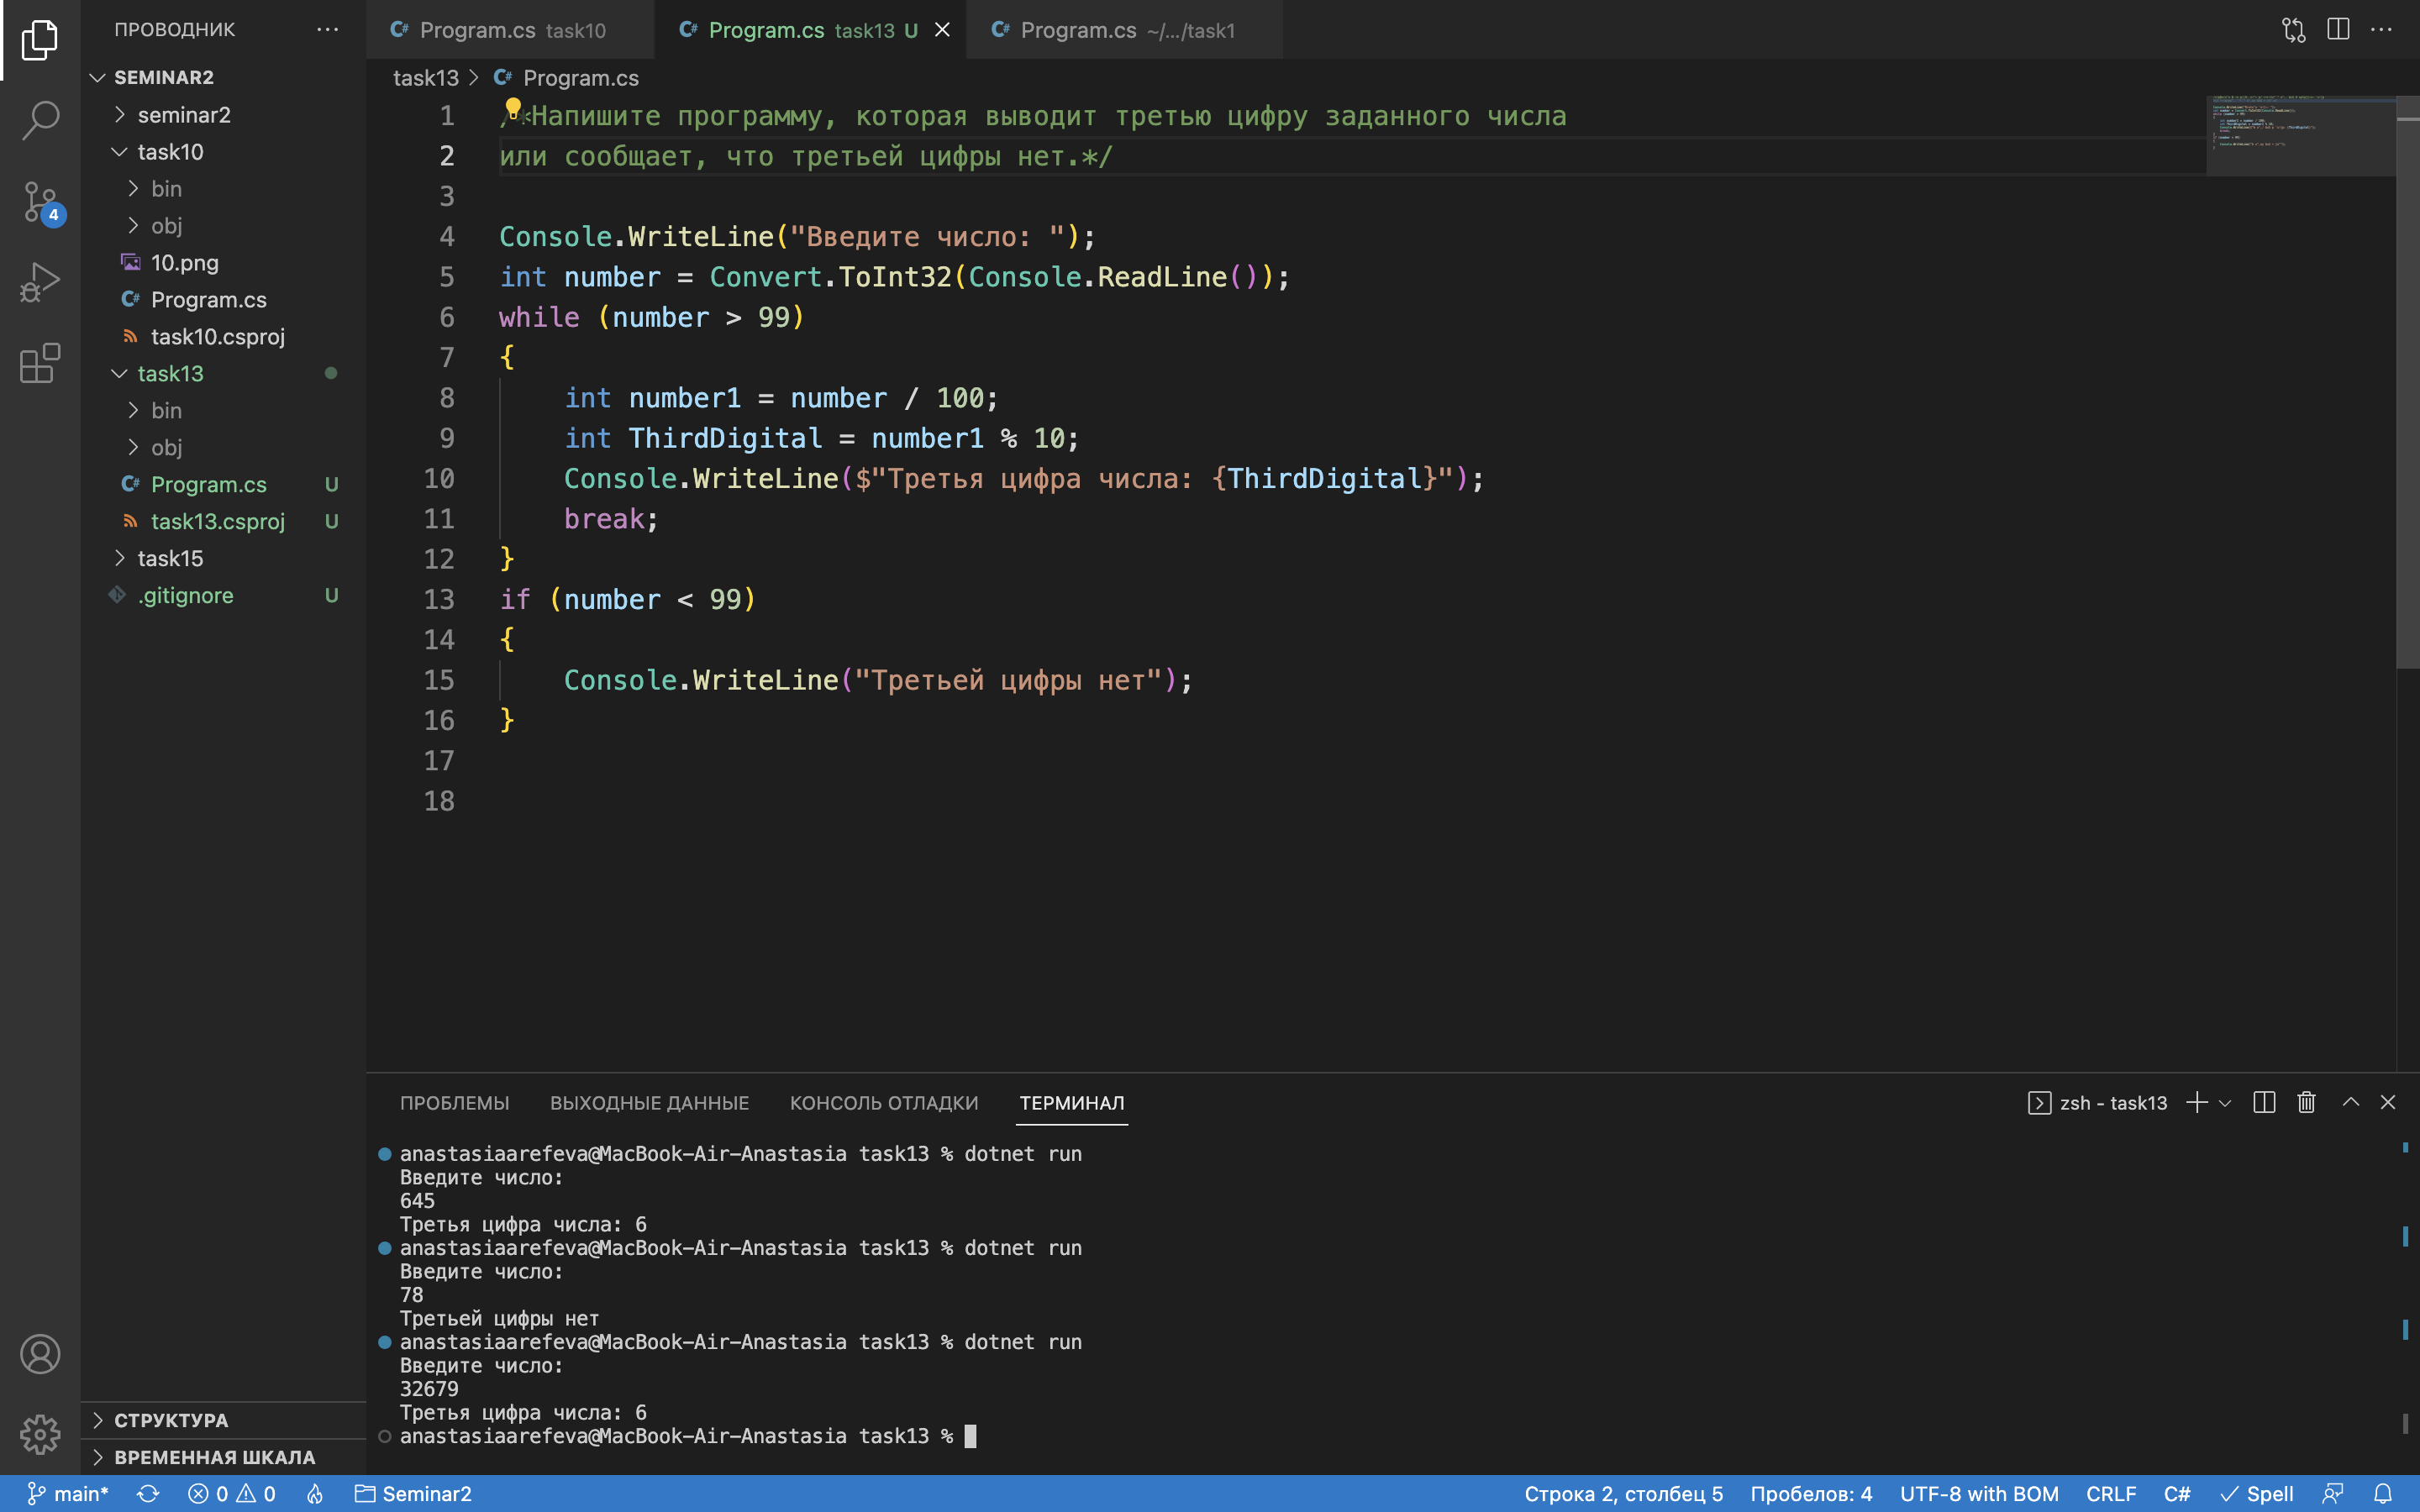 ПРОВОДНИК
SEMINAR2
seminar2
task10
bin
obj
10.png
Program.cs
task10.csproj
task13
bin
obj
Program.cs U
task13.csproj U
task15
.gitignore U
СТРУКТУРА
ВРЕМЕННАЯ ШКАЛА
4
Program.cs task10
Program.cs task13 U
Program.cs ~/.../task1
task13 > Program.cs
1 /*Напишите программу, которая выводит третью цифру заданного числа
2 или сообщает, что третьей цифры нет.*/
3
4 Console.WriteLine("Введите число: ");
5 int number = Convert.ToInt32(Console.ReadLine());
6 while (number > 99)
7 {
8 int number1 = number / 100;
9 int ThirdDigital = number1 % 10;
10 Console.WriteLine($"Третья цифра числа: {ThirdDigital}");
11 break;
12 }
13 if (number < 99)
14 {
15 Console.WriteLine("Третьей цифры нет");
16 }
17
18
ПРОБЛЕМЫ ВЫХОДНЫЕ ДАННЫЕ КОНСОЛЬ ОТЛАДКИ ТЕРМИНАЛ zsh - task13
anastasiaarefeva@MacBook-Air-Anastasia task13 % dotnet run
Введите число:
645
Третья цифра числа: 6
anastasiaarefeva@MacBook-Air-Anastasia task13 % dotnet run
Введите число:
78
Третьей цифры нет
anastasiaarefeva@MacBook-Air-Anastasia task13 % dotnet run
Введите число:
32679
Третья цифра числа: 6
anastasiaarefeva@MacBook-Air-Anastasia task13 %
main* 0 0 Seminar2 Строка 2, столбец 5 Пробелов: 4 UTF-8 with BOM CRLF C# Spell